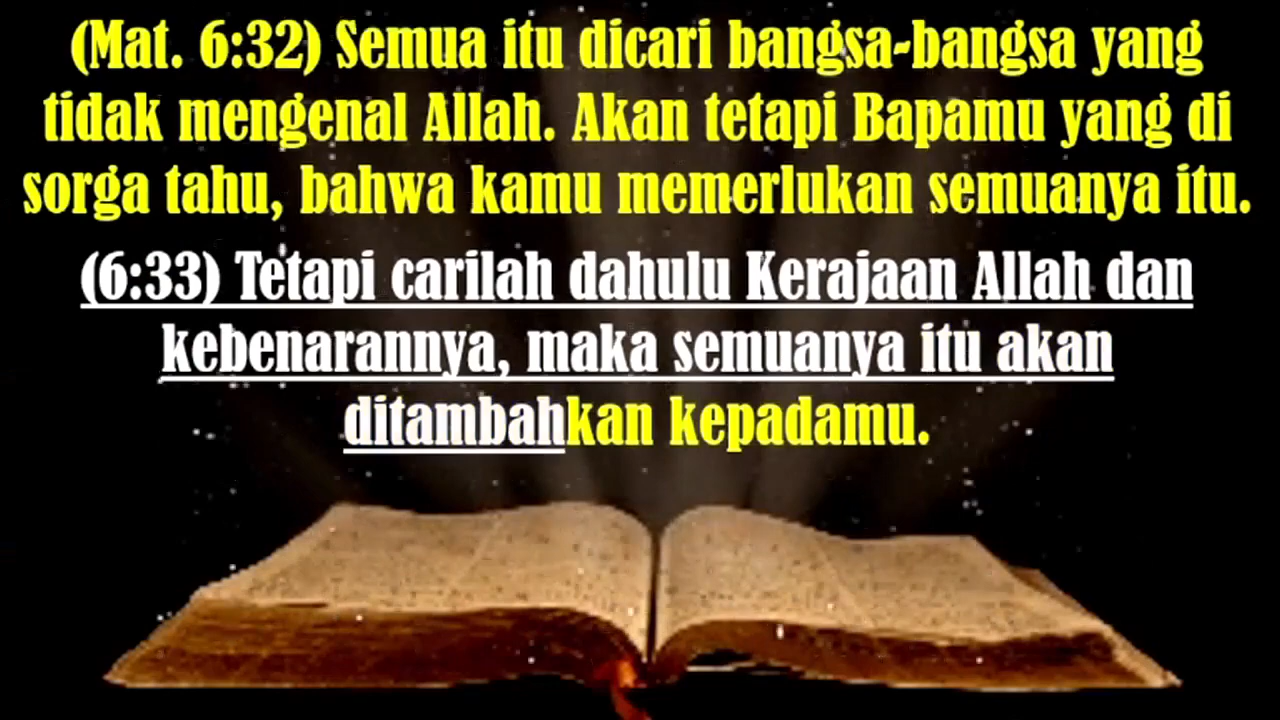 (Mat. 6:32) Semua itu dicari bangsa-bangsa yang
tidak mengenal Allah. Akan tetapi Bapamu yang di
sorga tahu, bahwa kamu memerlukan semuanya itu.
(6:33) Tetapi carilah dahulu Kerajaan Allah dan
kebenarannya, maka semuanya itu akan
ditambahkan kepadamu.